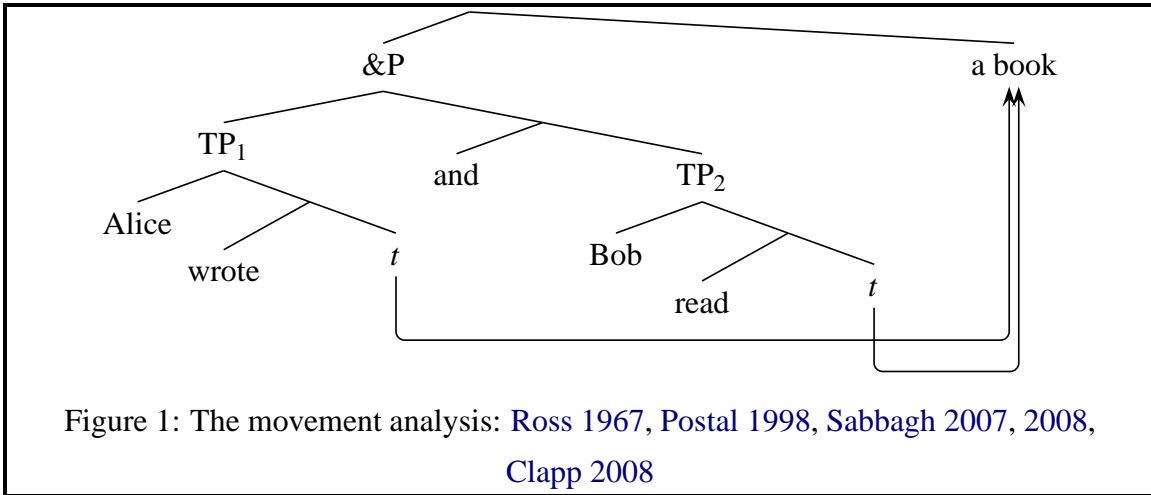 &P
a book
TP1
and
TP2
Alice
wrote
t
Bob
read
t
Figure 1: The movement analysis: Ross 1967, Postal 1998, Sabbagh 2007, 2008,
Clapp 2008